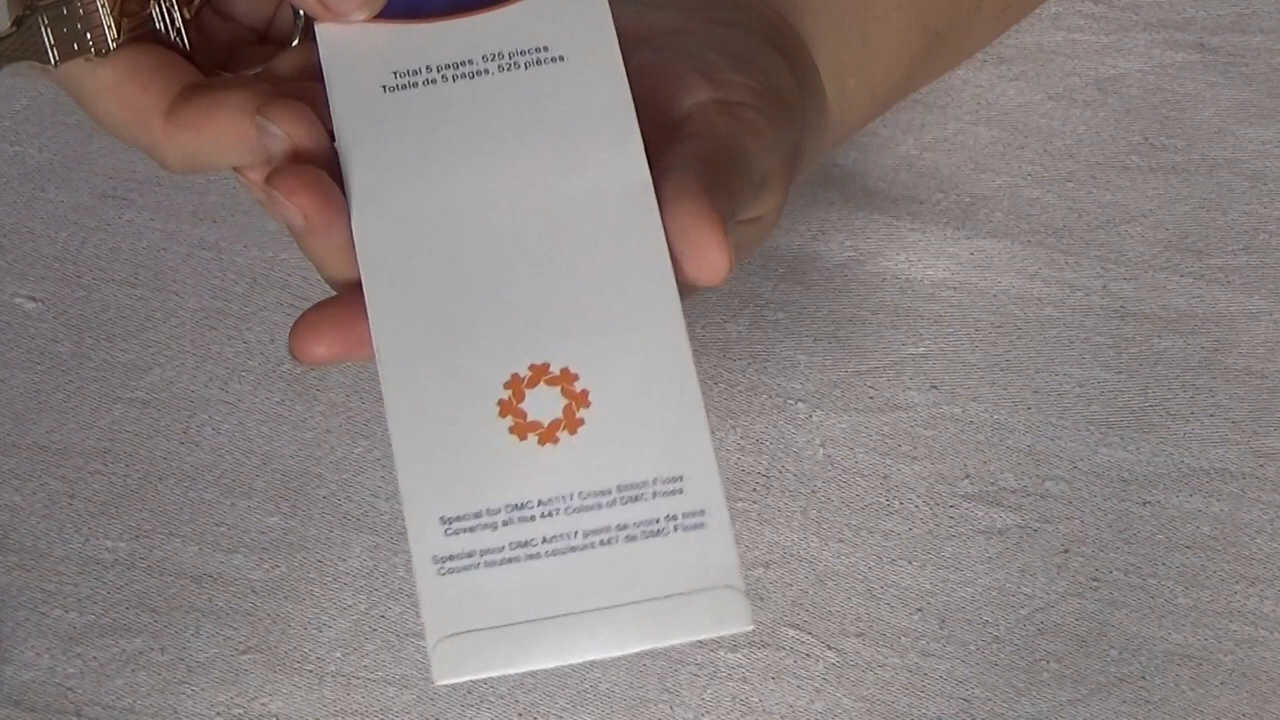 Total 5 pages, 525 pieces.
Totale de 5 pages, 525 pièces.
Special for DMC Art117 Cross Stitch Floss
Covering all the 447 Colors of DMC Floss
Special pour DMC Art117 point de croix de soie
Couvrir toutes les couleurs 447 de DMC Floss